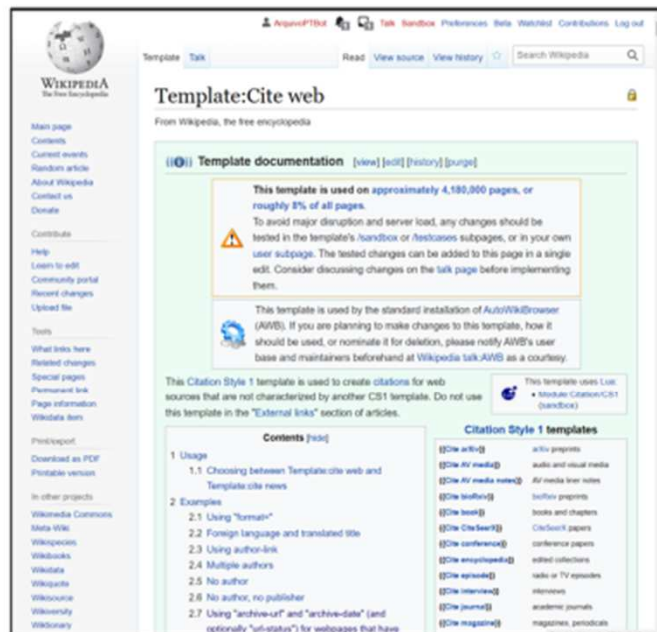 ArquivoPTBot Talk Sandbox Preferences Beta Watchlist Contributions Log out
WIKIPEDIA
The Free Encyclopedia
Template Talk Read View source View history Search Wikipedia
Template:Cite web
From Wikipedia, the free encyclopedia
Main page
Contents
Current events
Random article
About Wikipedia
Contact us
Donate
Contribute
Help
Learn to edit
Community portal
Recent changes
Upload file
Tools
What links here
Related changes
Special pages
Permanent link
Page information
Wikidata item
Print/export
Download as PDF
Printable version
In other projects
Wikimedia Commons
Meta-Wiki
Wikispecies
Wikibooks
Wikidata
Wikiquote
Wikisource
Wikiversity
Wiktionary
Template documentation [view] [edit] [history] [purge]
This template is used on approximately 4,180,000 pages, or
roughly 8% of all pages.
To avoid major disruption and server load, any changes should be
tested in the template's /sandbox or /testcases subpages, or in your own
user subpage. The tested changes can be added to this page in a single
edit. Consider discussing changes on the talk page before implementing
them.
This template is used by the standard installation of AutoWikiBrowser
(AWB). If you are planning to make changes to this template, how it
should be used, or nominate it for deletion, please notify AWB's user
base and maintainers beforehand at Wikipedia talk:AWB as a courtesy.
This Citation Style 1 template is used to create citations for web
sources that are not characterized by another CS1 template. Do not use
this template in the "External links" section of articles.
This template uses Lua:
• Module:Citation/CS1
(sandbox)
Contents [hide]
1 Usage
1.1 Choosing between Template:cite web and
Template:cite news
2 Examples
2.1 Using "format="
2.2 Foreign language and translated title
2.3 Using author-link
2.4 Multiple authors
2.5 No author
2.6 No author, no publisher
2.7 Using "archive-url" and "archive-date" (and
optionally "url-status") for webpages that have
Citation Style 1 templates
{{Cite arXiv}} arXiv preprints
{{Cite AV media}} audio and visual media
{{Cite AV media notes}} AV media liner notes
{{Cite bioRxiv}} bioRxiv preprints
{{Cite book}} books and chapters
{{Cite CiteSeerX}} CiteSeerX papers
{{Cite conference}} conference papers
{{Cite encyclopedia}} edited collections
{{Cite episode}} radio or TV episodes
{{Cite interview}} interviews
{{Cite journal}} academic journals
{{Cite magazine}} magazines, periodicals